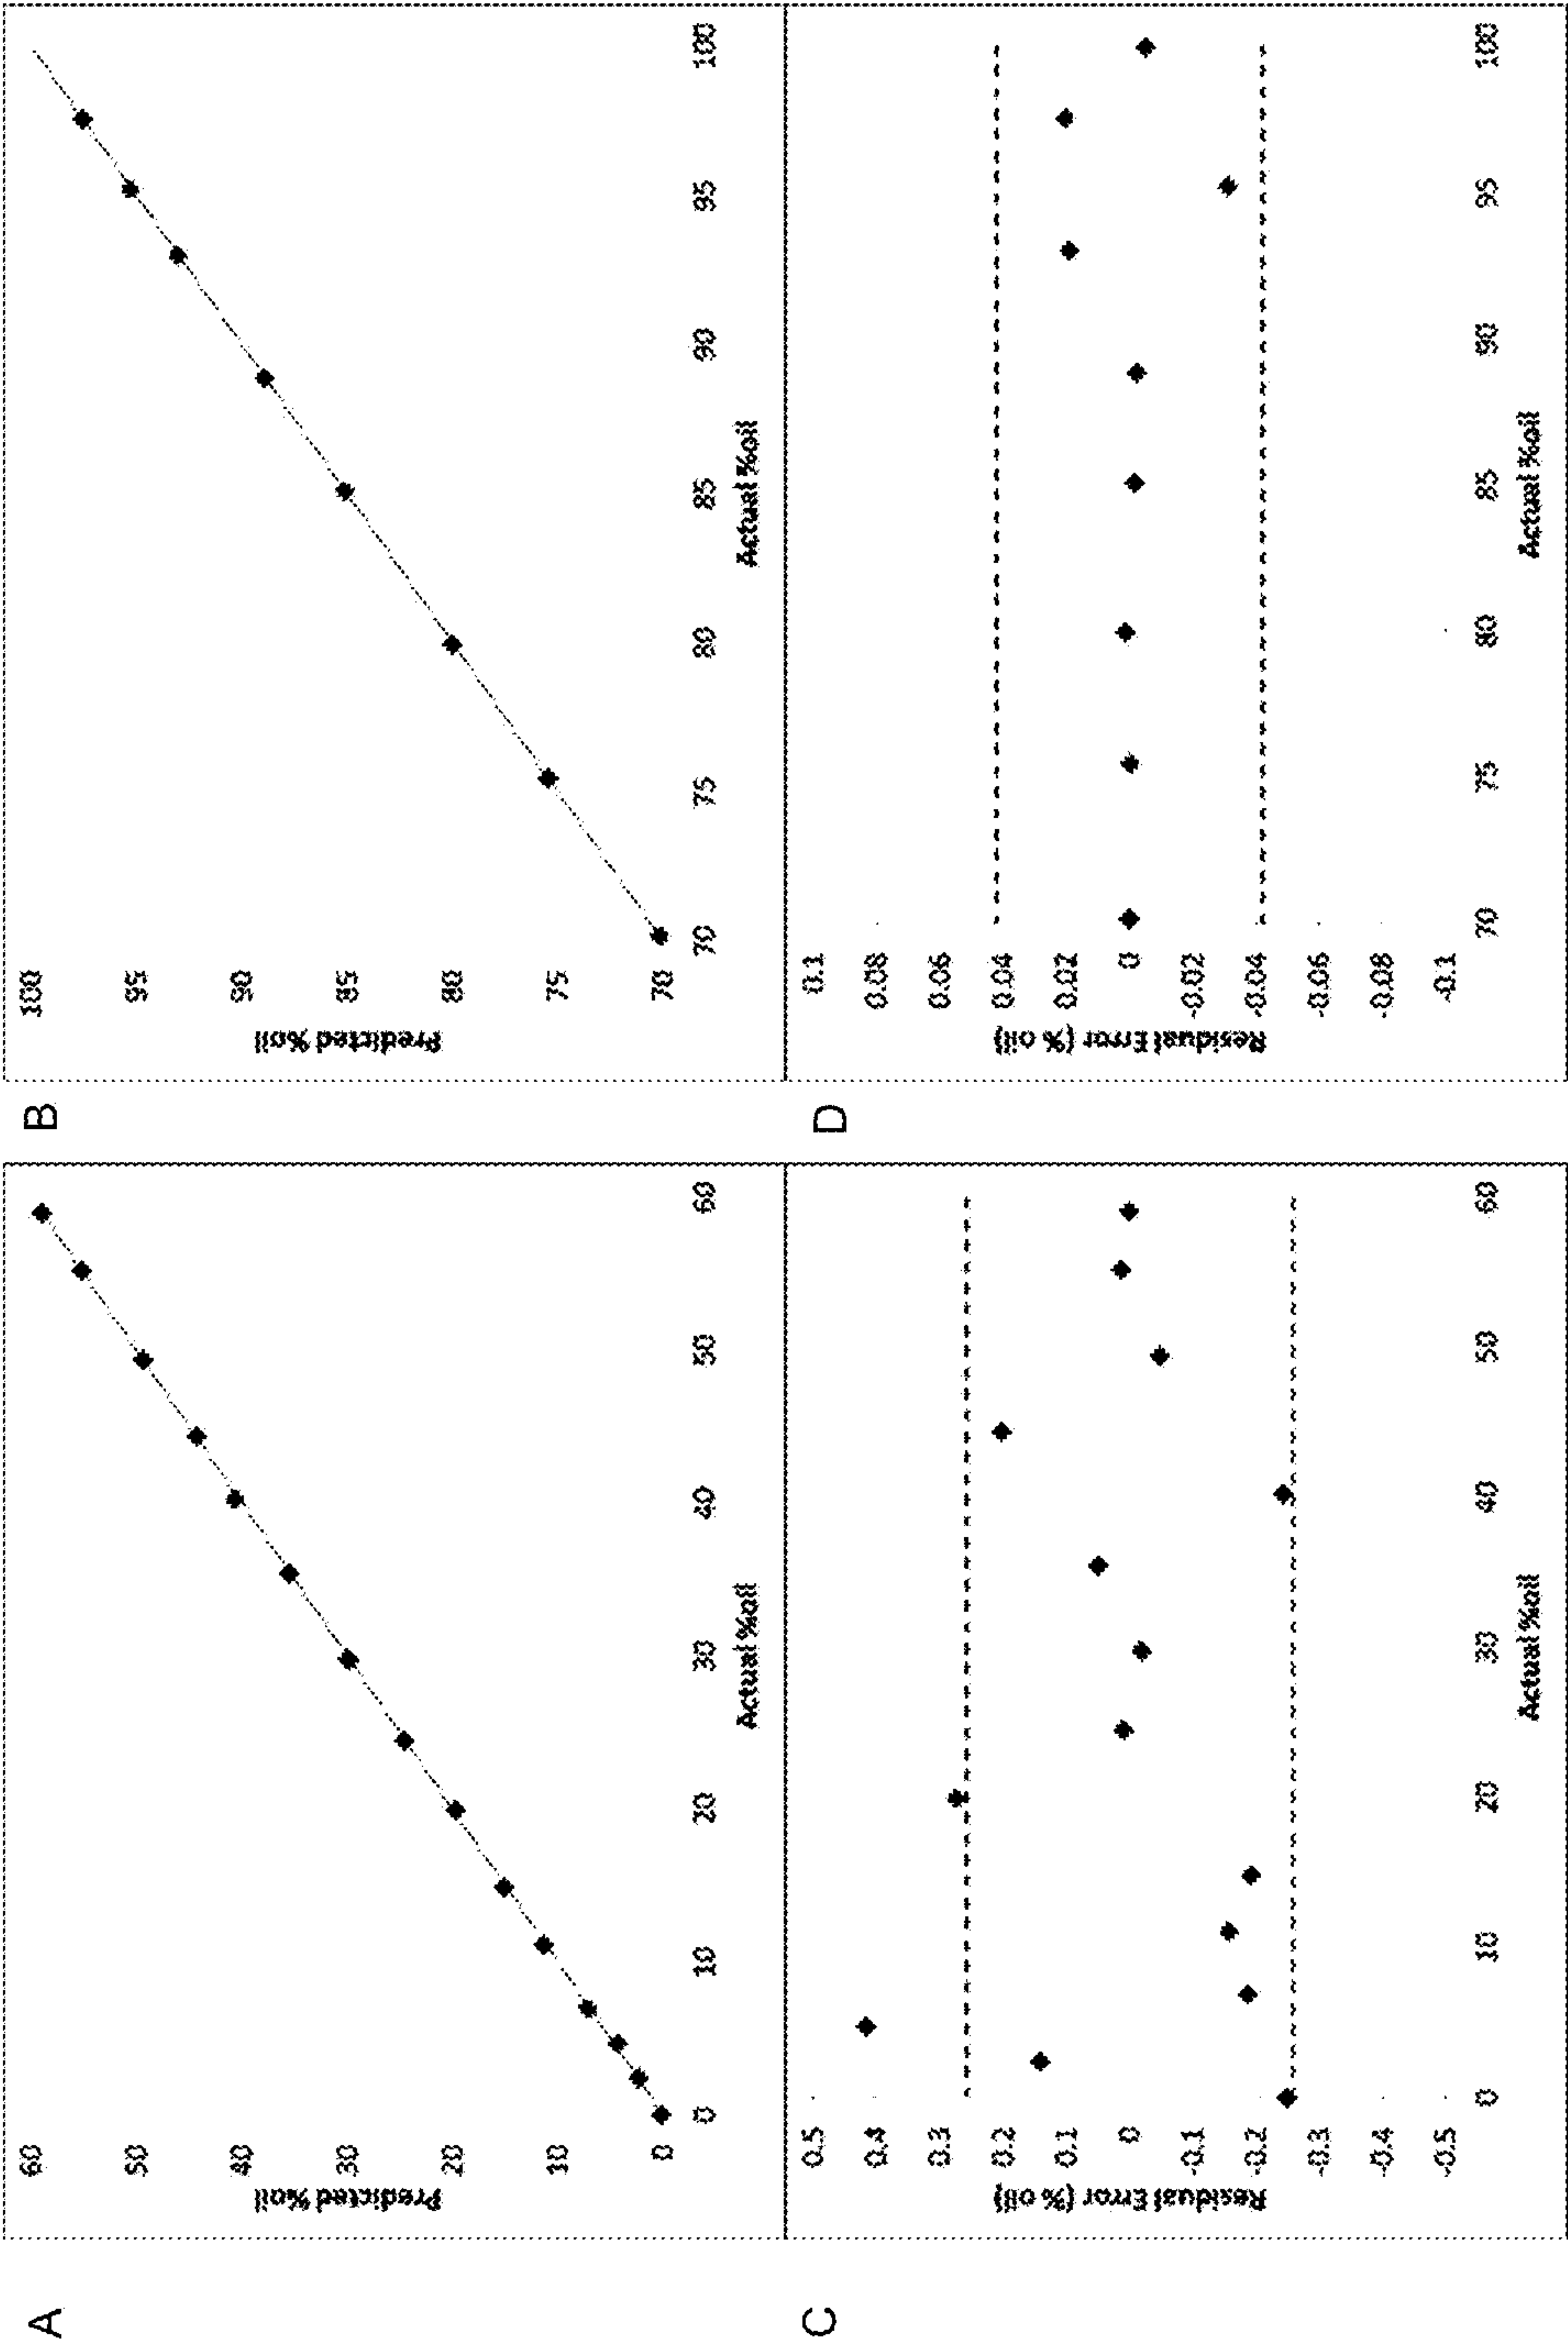 A
60
50
40
30
20
10
0
Predicted %oil
0 10 20 30 40 50 60
Actual %oil
B
100
95
90
85
80
75
70
Predicted %oil
70 75 80 85 90 95 100
Actual %oil
C
0.5
0.4
0.3
0.2
0.1
0
-0.1
-0.2
-0.3
-0.4
-0.5
Residual Error (% oil)
0 10 20 30 40 50 60
Actual %oil
D
0.1
0.08
0.06
0.04
0.02
0
-0.02
-0.04
-0.06
-0.08
-0.1
Residual Error (% oil)
70 75 80 85 90 95 100
Actual %oil